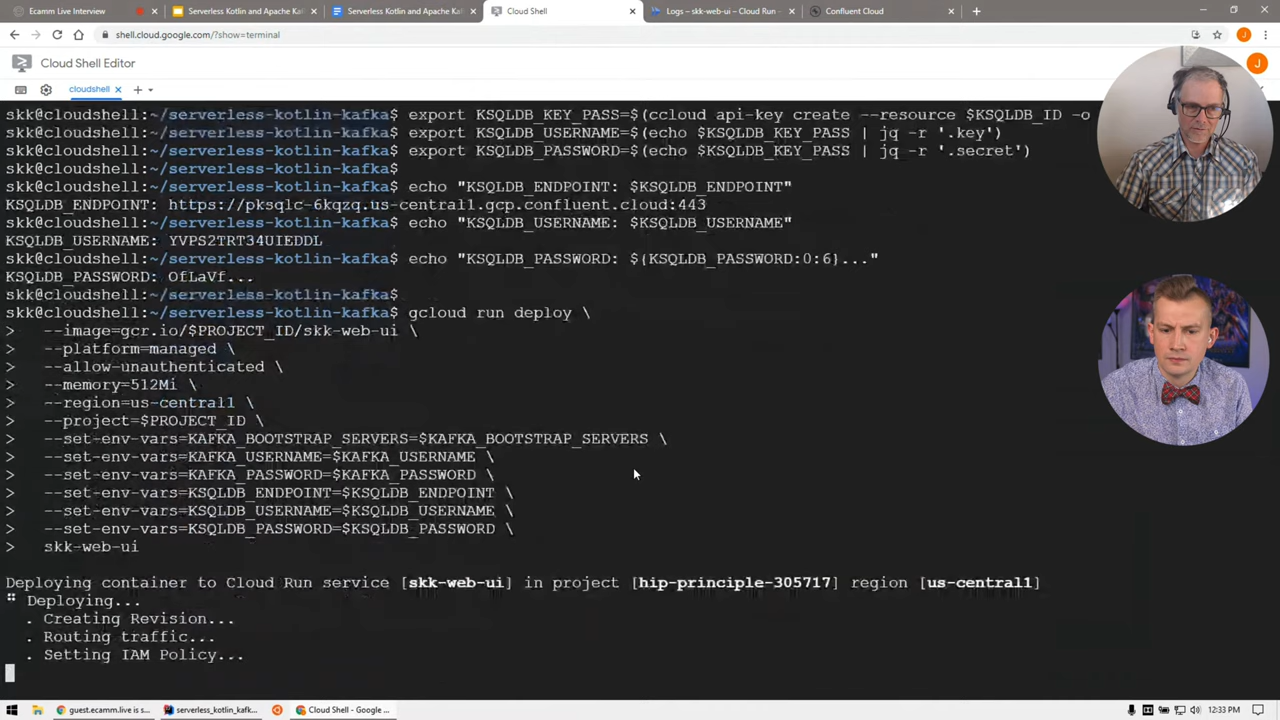 Ecamm Live Interview
Serverless Kotlin and Apache Ka
Serverless Kotlin and Apache Kaf
Cloud Shell
Logs – skk-web-ui – Cloud Run -
Confluent Cloud
shell.cloud.google.com/?show=terminal
J
Cloud Shell Editor
J
cloudshell
skk@cloudshell:~/serverless-kotlin-kafka$ export KSQLDB_KEY_PASS=$(ccloud api-key create --resource $KSQLDB_ID -o
skk@cloudshell:~/serverless-kotlin-kafka$ export KSQLDB_USERNAME=$(echo $KSQLDB_KEY_PASS | jq -r '.key')
skk@cloudshell:~/serverless-kotlin-kafka$ export KSQLDB_PASSWORD=$(echo $KSQLDB_KEY_PASS | jq -r '.secret')
skk@cloudshell:~/serverless-kotlin-kafka$
skk@cloudshell:~/serverless-kotlin-kafka$ echo "KSQLDB_ENDPOINT: $KSQLDB_ENDPOINT"
KSQLDB_ENDPOINT: https://pksqlc-6kqzq.us-central1.gcp.confluent.cloud:443
skk@cloudshell:~/serverless-kotlin-kafka$ echo "KSQLDB_USERNAME: $KSQLDB_USERNAME"
KSQLDB_USERNAME: YVPS2TRT34UIEDDL
skk@cloudshell:~/serverless-kotlin-kafka$ echo "KSQLDB_PASSWORD: ${KSQLDB_PASSWORD:0:6}..."
KSQLDB_PASSWORD: OfLaVf...
skk@cloudshell:~/serverless-kotlin-kafka$
skk@cloudshell:~/serverless-kotlin-kafka$ gcloud run deploy \
> --image=gcr.io/$PROJECT_ID/skk-web-ui \
> --platform=managed \
> --allow-unauthenticated \
> --memory=512Mi \
> --region=us-central1 \
> --project=$PROJECT_ID \
> --set-env-vars=KAFKA_BOOTSTRAP_SERVERS=$KAFKA_BOOTSTRAP_SERVERS \
> --set-env-vars=KAFKA_USERNAME=$KAFKA_USERNAME \
> --set-env-vars=KAFKA_PASSWORD=$KAFKA_PASSWORD \
> --set-env-vars=KSQLDB_ENDPOINT=$KSQLDB_ENDPOINT \
> --set-env-vars=KSQLDB_USERNAME=$KSQLDB_USERNAME \
> --set-env-vars=KSQLDB_PASSWORD=$KSQLDB_PASSWORD \
> skk-web-ui
Deploying container to Cloud Run service [skk-web-ui] in project [hip-principle-305717] region [us-central1]
Deploying...
. Creating Revision...
. Routing traffic...
. Setting IAM Policy...
guest.ecamm.live is s...
serverless_kotlin_kafk...
Cloud Shell - Google ...
12:33 PM